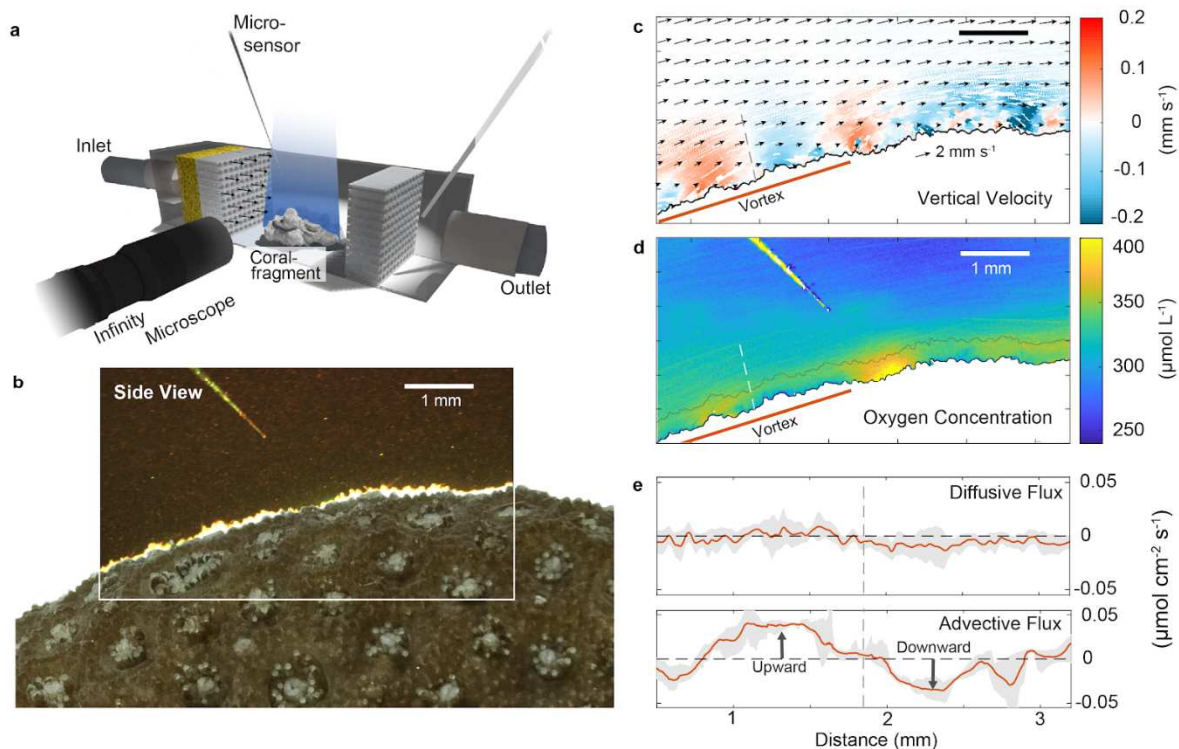 a
Micro-
sensor
Inlet
Coral-
fragment
Outlet
Infinity
Microscope
b
Side View
1 mm
c
2 mm s⁻¹
Vortex
Vertical Velocity
0.2
0.1
0
-0.1
-0.2
(mm s⁻¹)
d
1 mm
Vortex
Oxygen Concentration
400
350
300
250
(µmol L⁻¹)
e
Diffusive Flux
0.05
0
-0.05
Advective Flux
Upward
Downward
0.05
0
-0.05
(µmol cm⁻² s⁻¹)
1
2
3
Distance (mm)